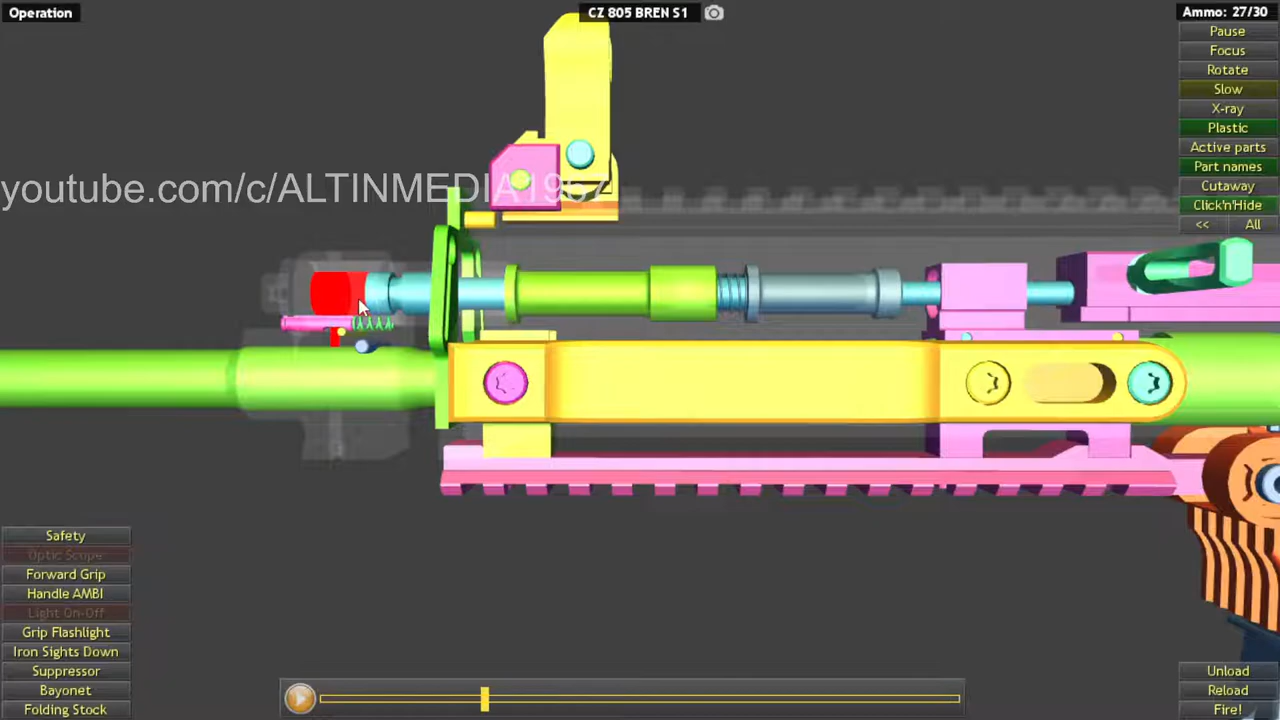 Operation
CZ 805 BREN S1
Ammo: 27/30
Pause
Focus
Rotate
Slow
X-ray
Plastic
Active parts
Part names
Cutaway
Click'n'Hide
<< All
youtube.com/c/ALTINMEDIA1957
Safety
Optic Scope
Forward Grip
Handle AMBI
Light On-Off
Grip Flashlight
Iron Sights Down
Suppressor
Bayonet
Folding Stock
Unload
Reload
Fire!